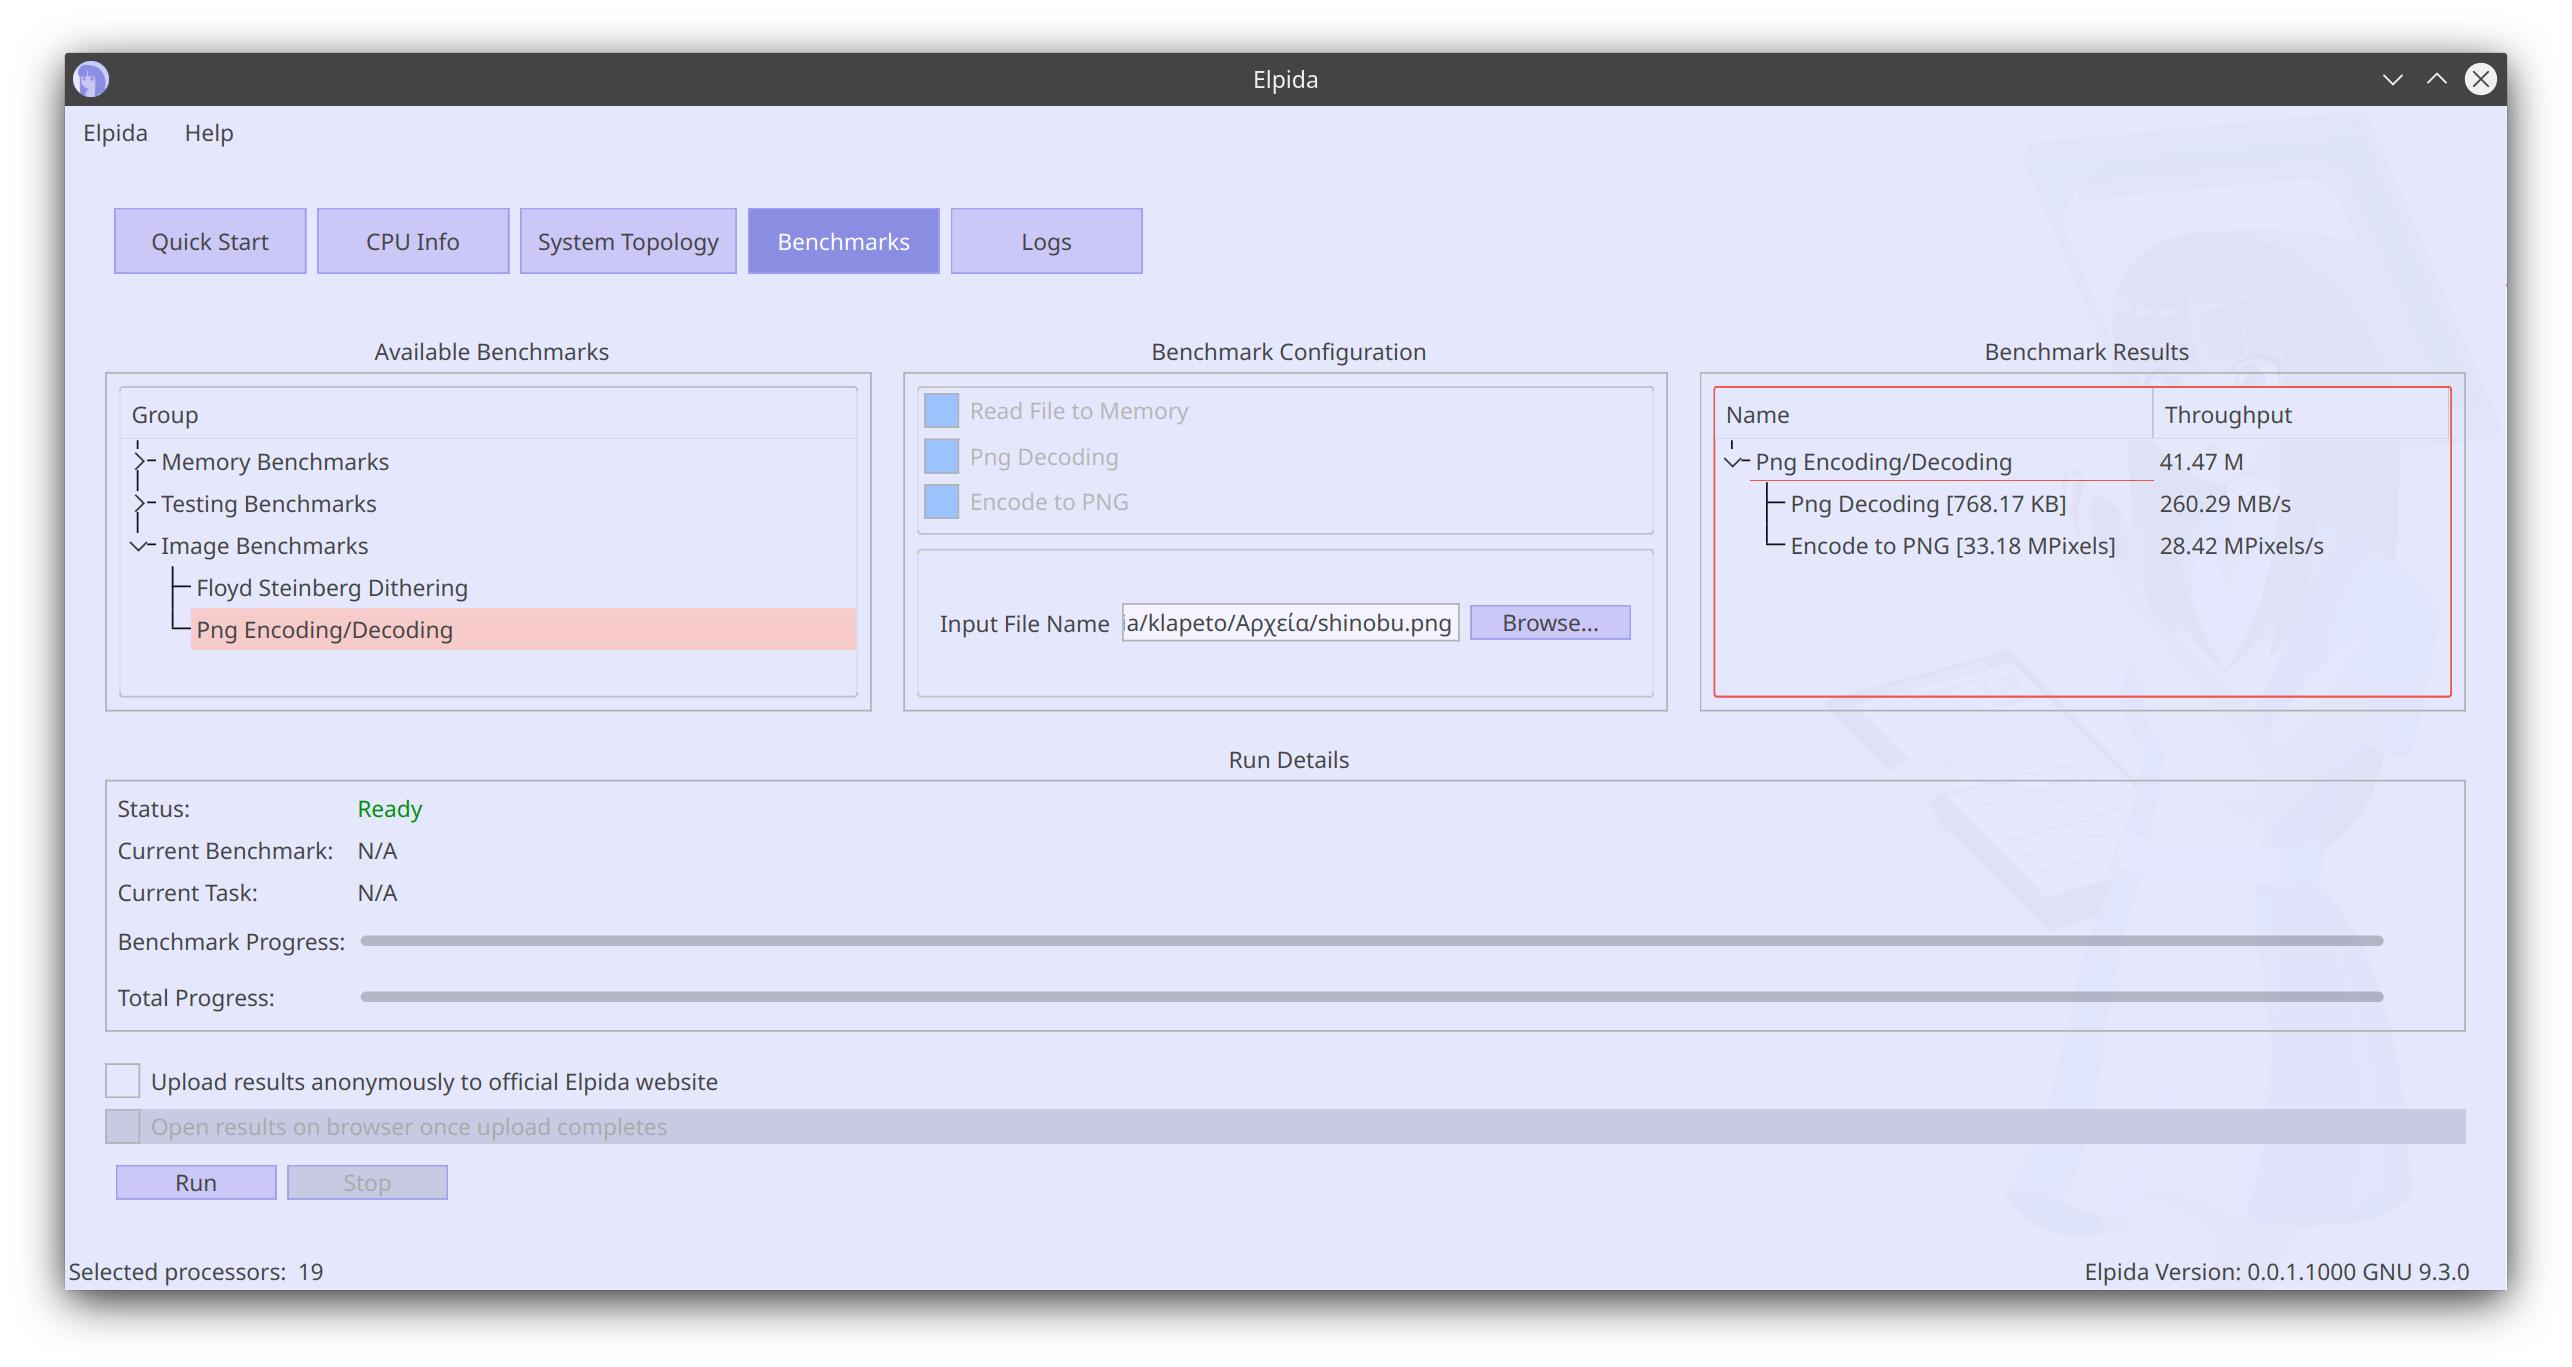 Elpida
Elpida Help
Quick Start CPU Info System Topology Benchmarks Logs
Available Benchmarks
Group
Memory Benchmarks
Testing Benchmarks
Image Benchmarks
Floyd Steinberg Dithering
Png Encoding/Decoding
Benchmark Configuration
Read File to Memory
Png Decoding
Encode to PNG
Input File Name a/klapeto/Αρχεία/shinobu.png Browse...
Benchmark Results
Name Throughput
Png Encoding/Decoding 41.47 M
Png Decoding [768.17 KB] 260.29 MB/s
Encode to PNG [33.18 MPixels] 28.42 MPixels/s
Run Details
Status: Ready
Current Benchmark: N/A
Current Task: N/A
Benchmark Progress:
Total Progress:
Upload results anonymously to official Elpida website
Open results on browser once upload completes
Run Stop
Selected processors: 19
Elpida Version: 0.0.1.1000 GNU 9.3.0